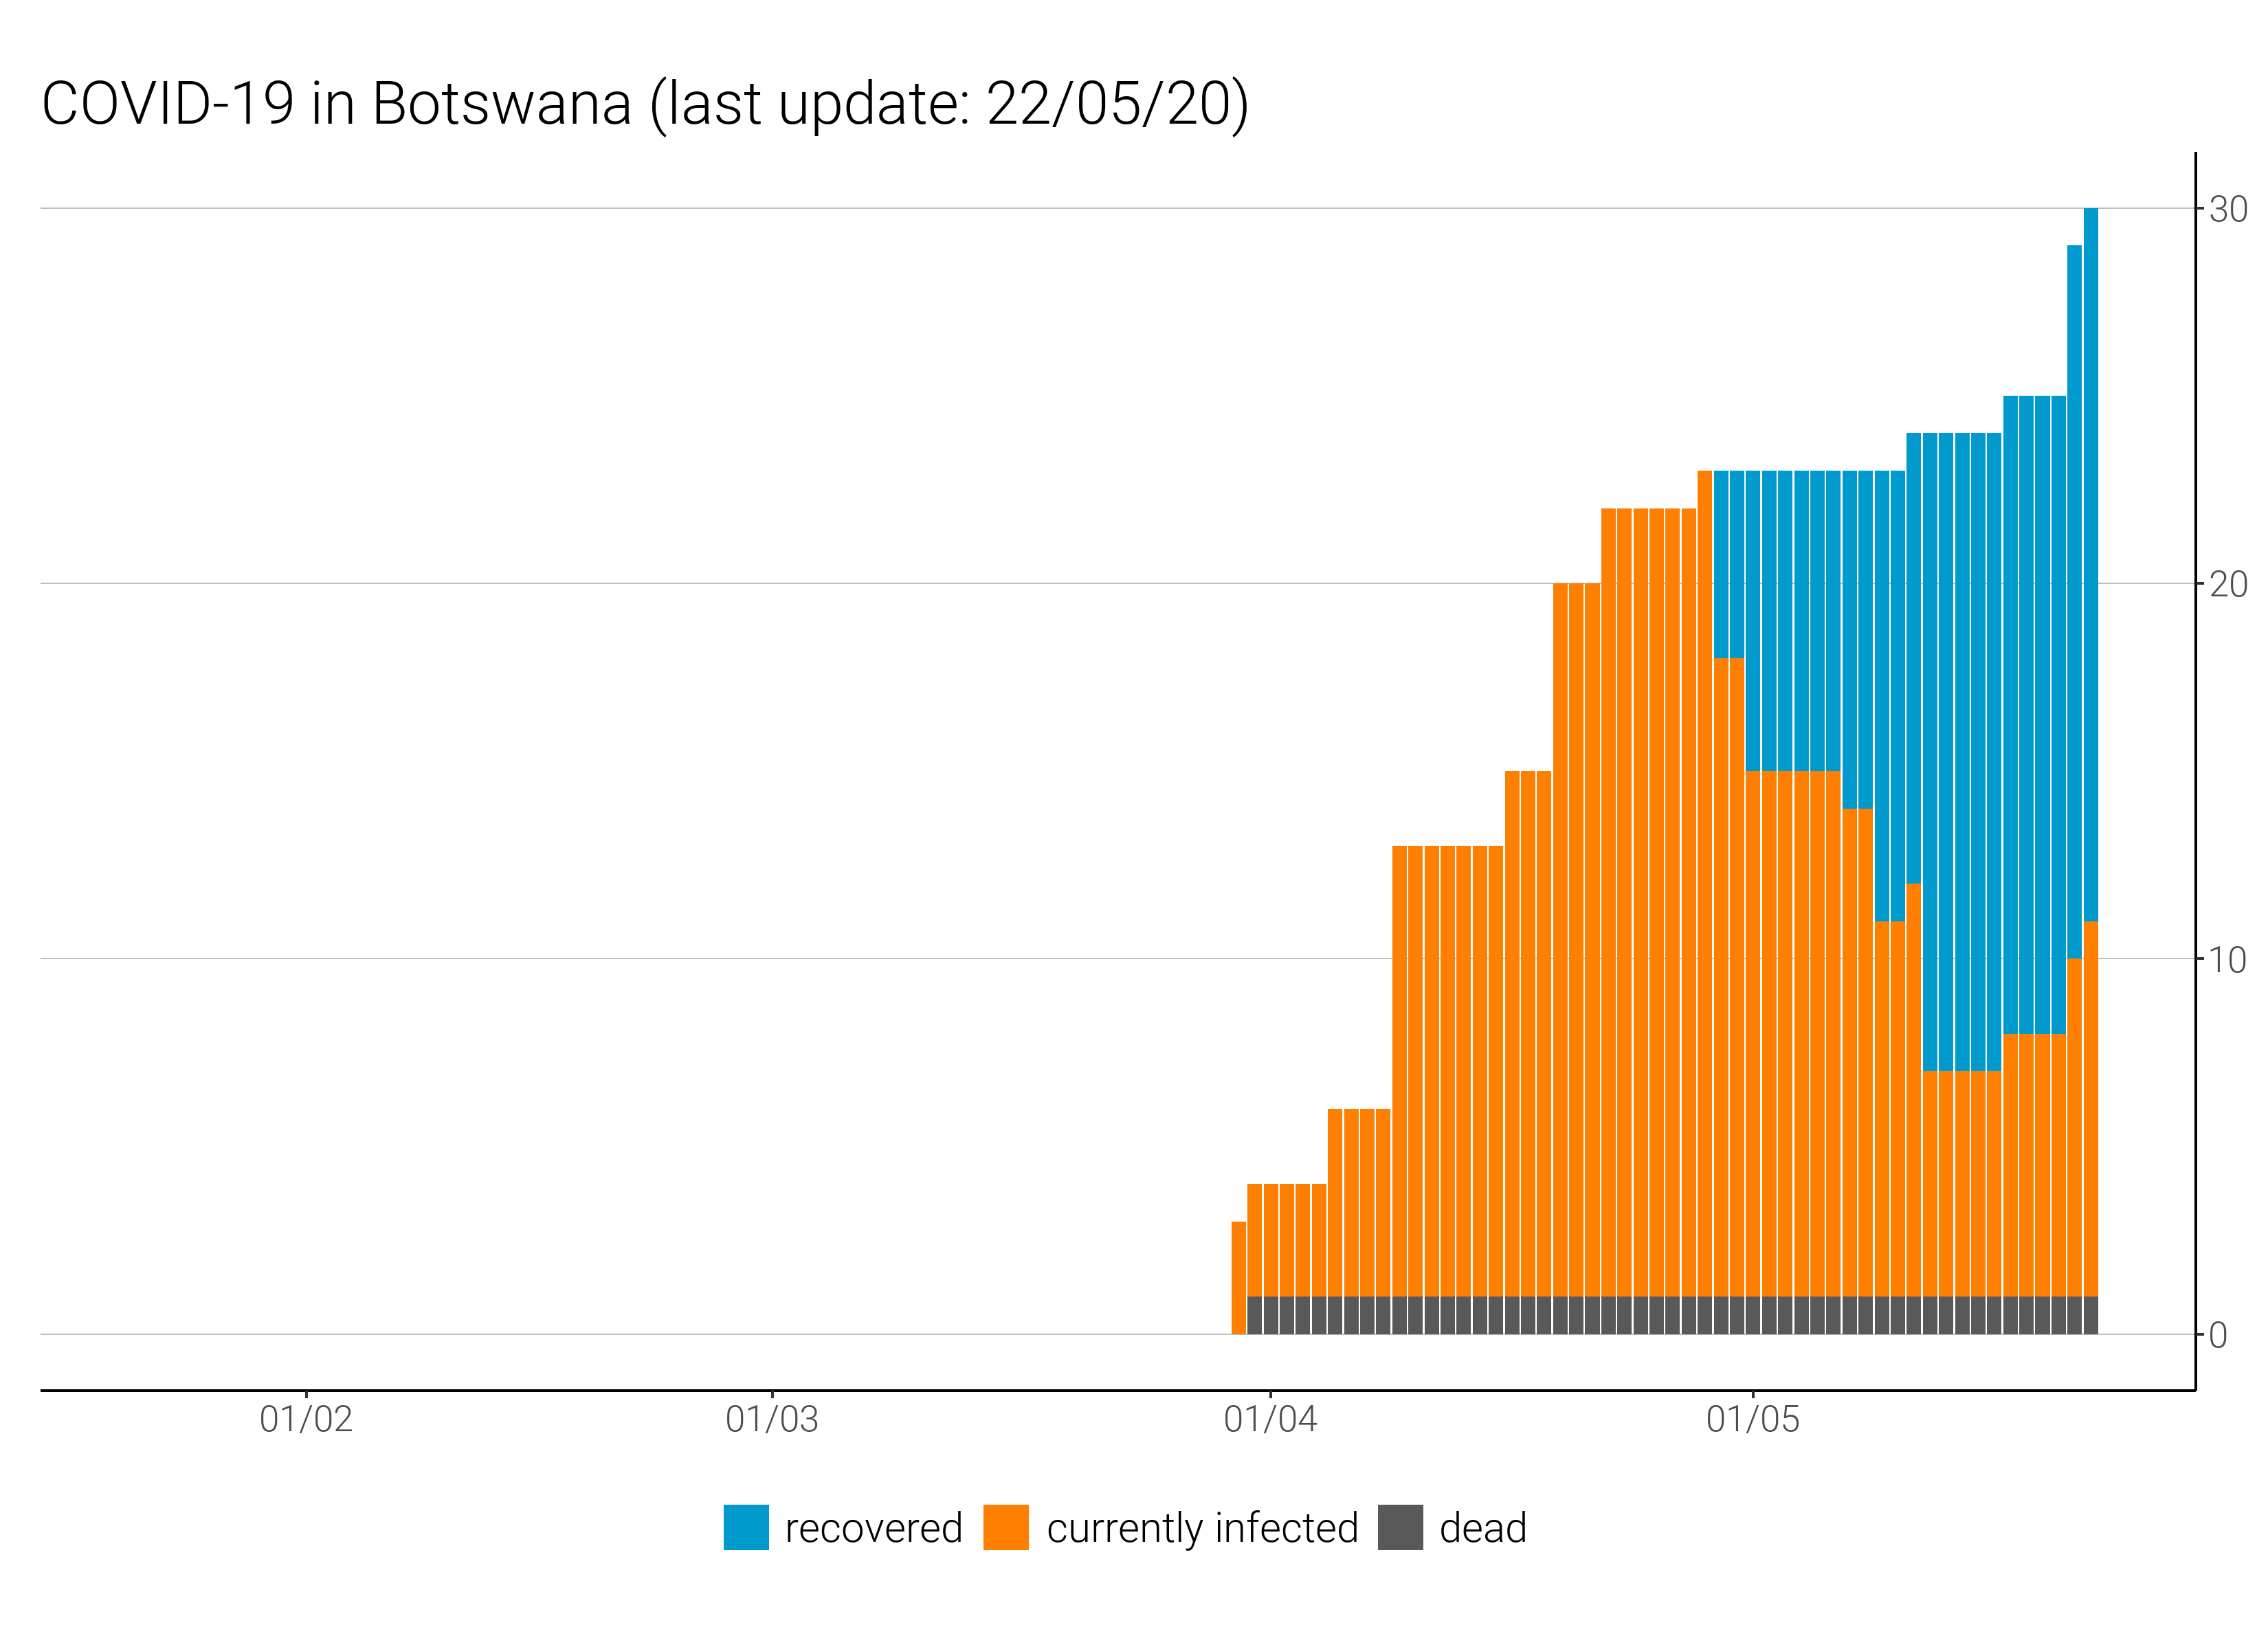 COVID-19 in Botswana (last update: 22/05/20)
30
20
10
0
01/02 01/03 01/04 01/05
recovered currently infected dead